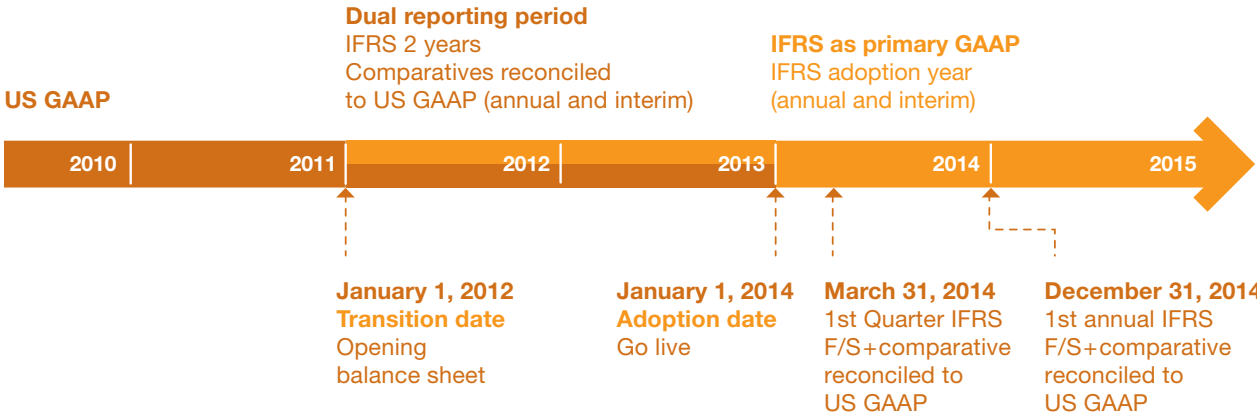 Dual reporting period
IFRS 2 years
Comparatives reconciled
to US GAAP (annual and interim)
IFRS as primary GAAP
IFRS adoption year
(annual and interim)
US GAAP
2010
2011
2012
2013
2014
2015
January 1, 2012
Transition date
Opening
balance sheet
January 1, 2014
Adoption date
Go live
March 31, 2014
1st Quarter IFRS
F/S+comparative
reconciled to
US GAAP
December 31, 2014
1st annual IFRS
F/S+comparative
reconciled to
US GAAP